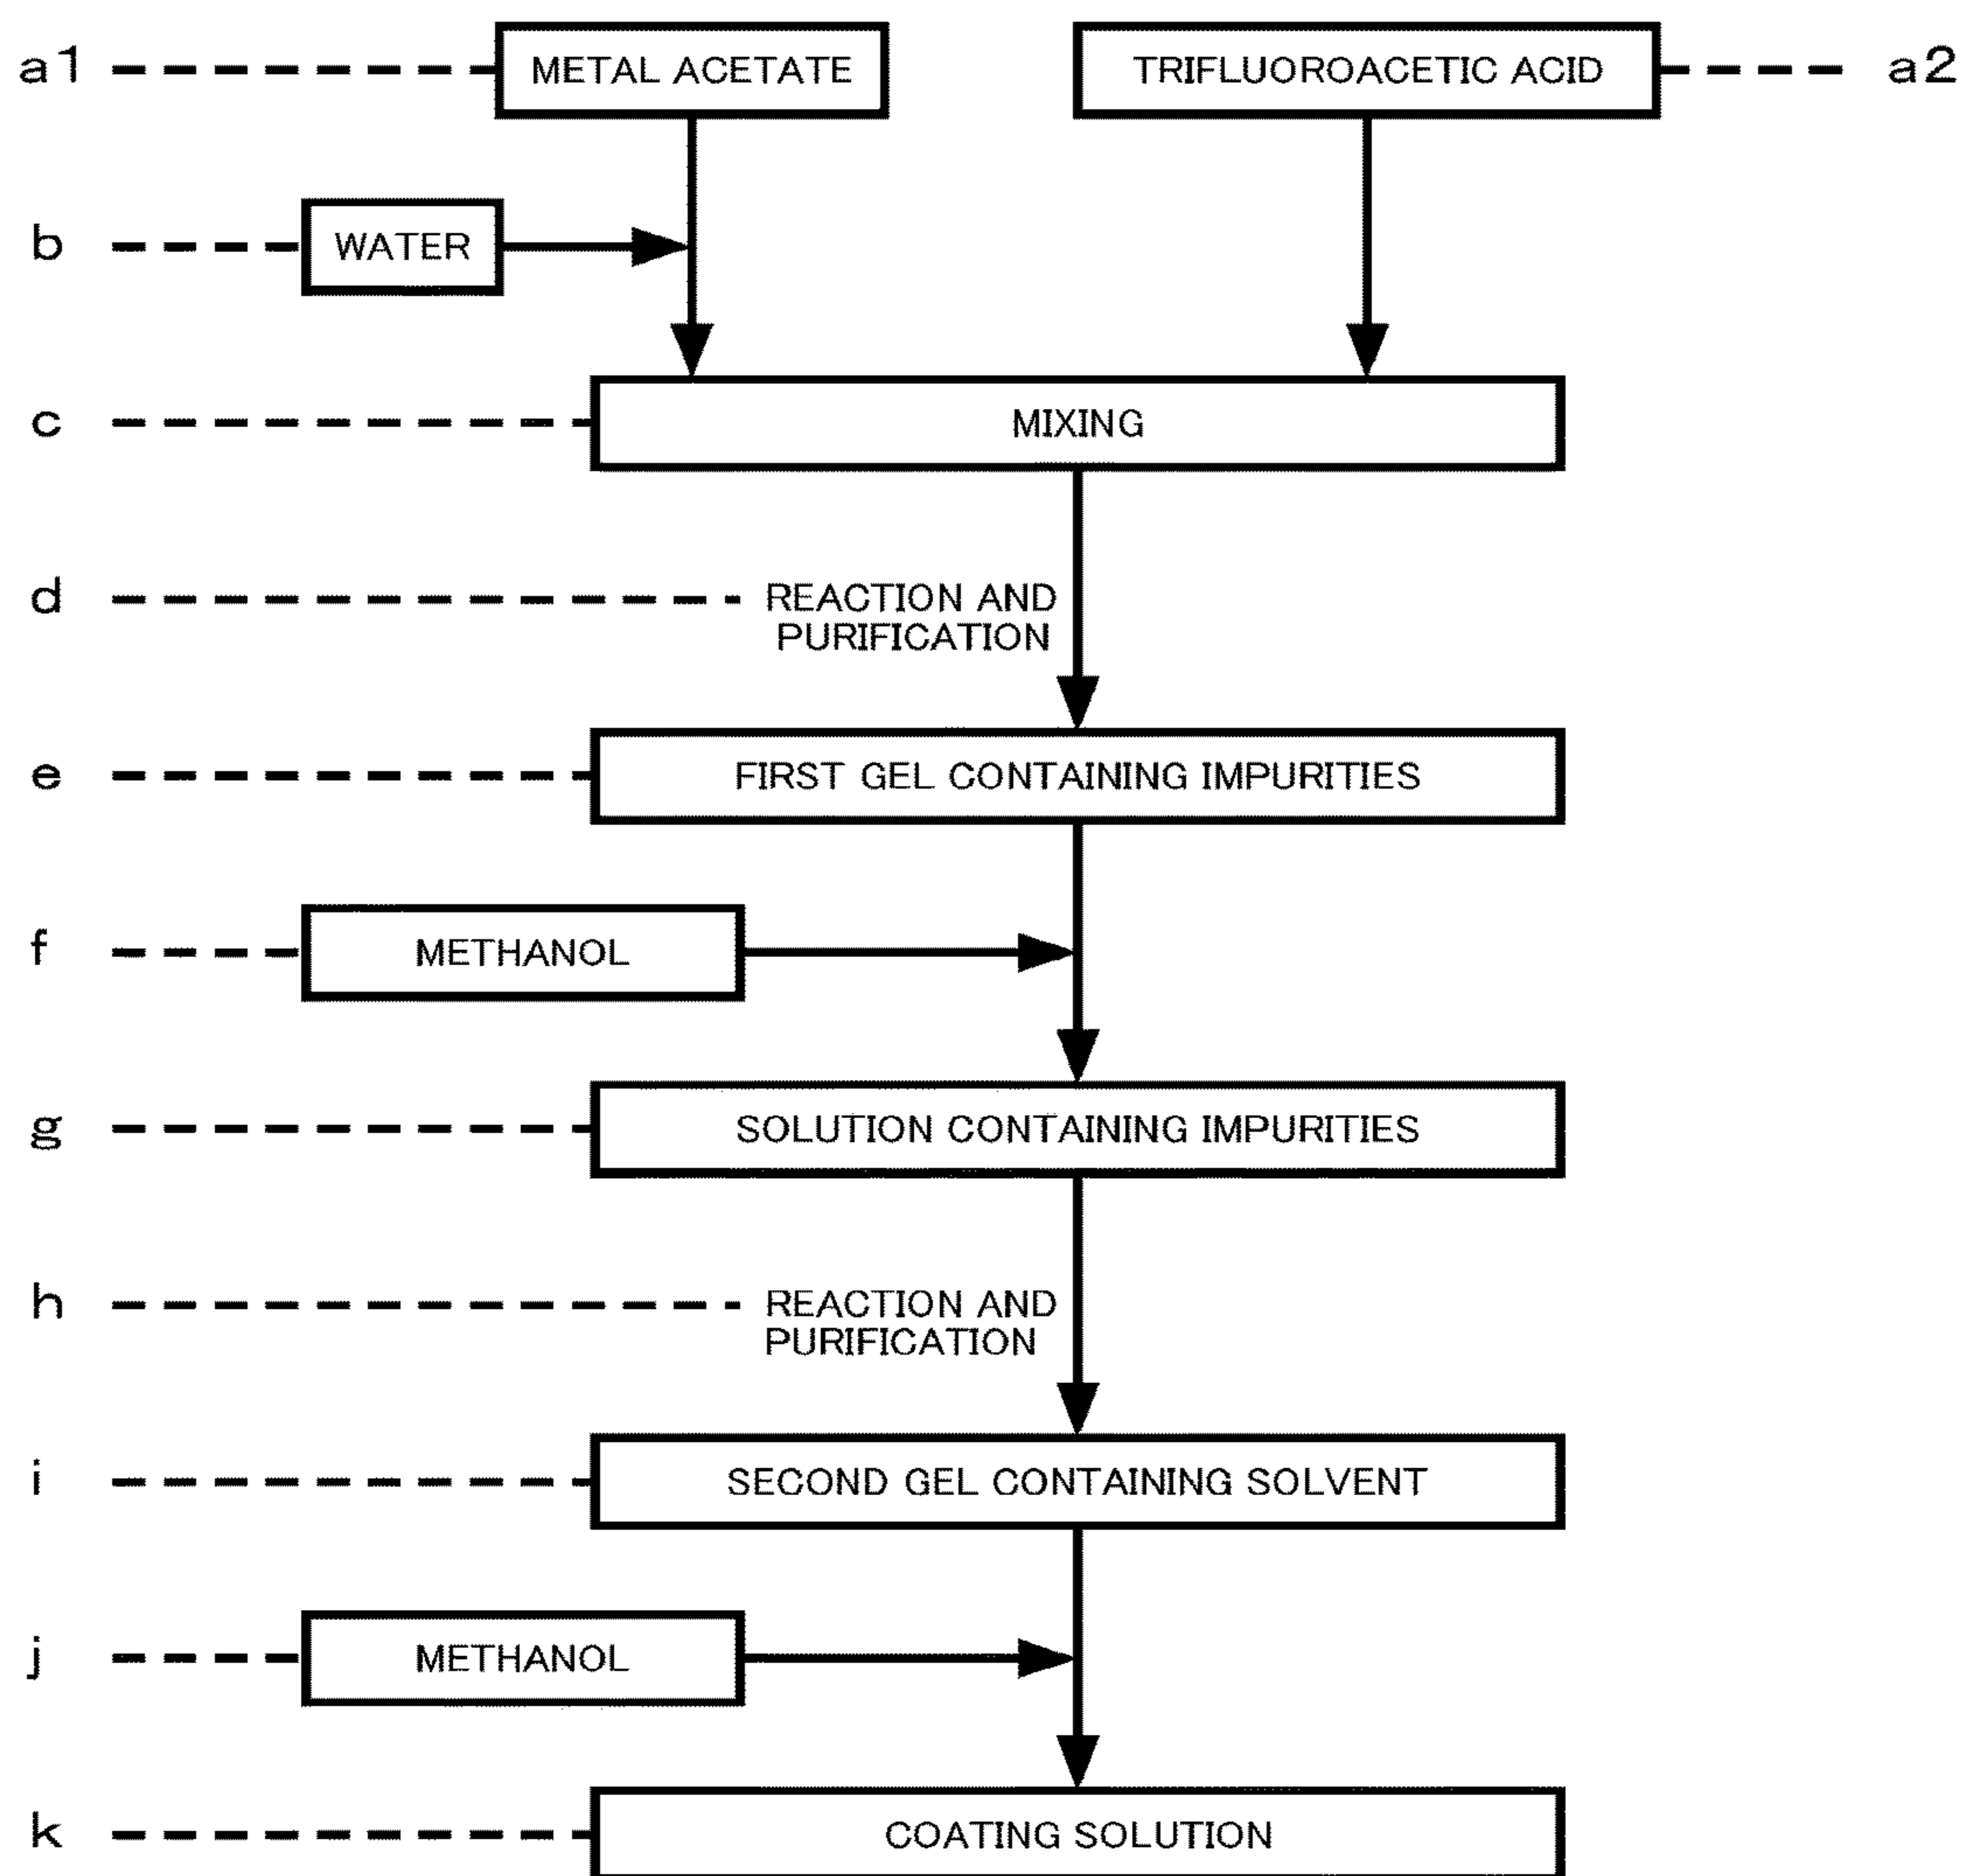 a1
METAL ACETATE
TRIFLUOROACETIC ACID
a2
b
WATER
c
MIXING
d
REACTION AND
PURIFICATION
e
FIRST GEL CONTAINING IMPURITIES
f
METHANOL
g
SOLUTION CONTAINING IMPURITIES
h
REACTION AND
PURIFICATION
i
SECOND GEL CONTAINING SOLVENT
j
METHANOL
k
COATING SOLUTION